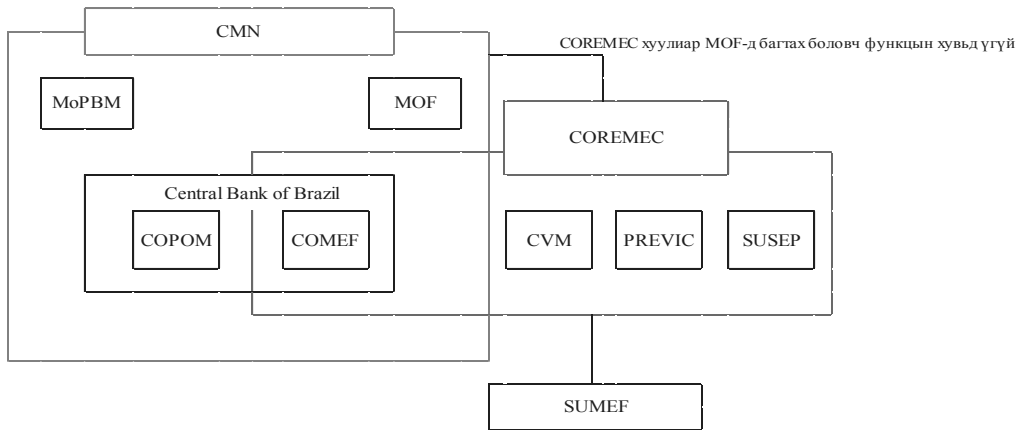 CMN
COREMEC хуулиар MOF-д багтах боловч функцын хувьд үгүй
MoPBM
MOF
COREMEC
Central Bank of Brazil
COPOM
COMEF
CVM
PREVIC
SUSEP
SUMEF